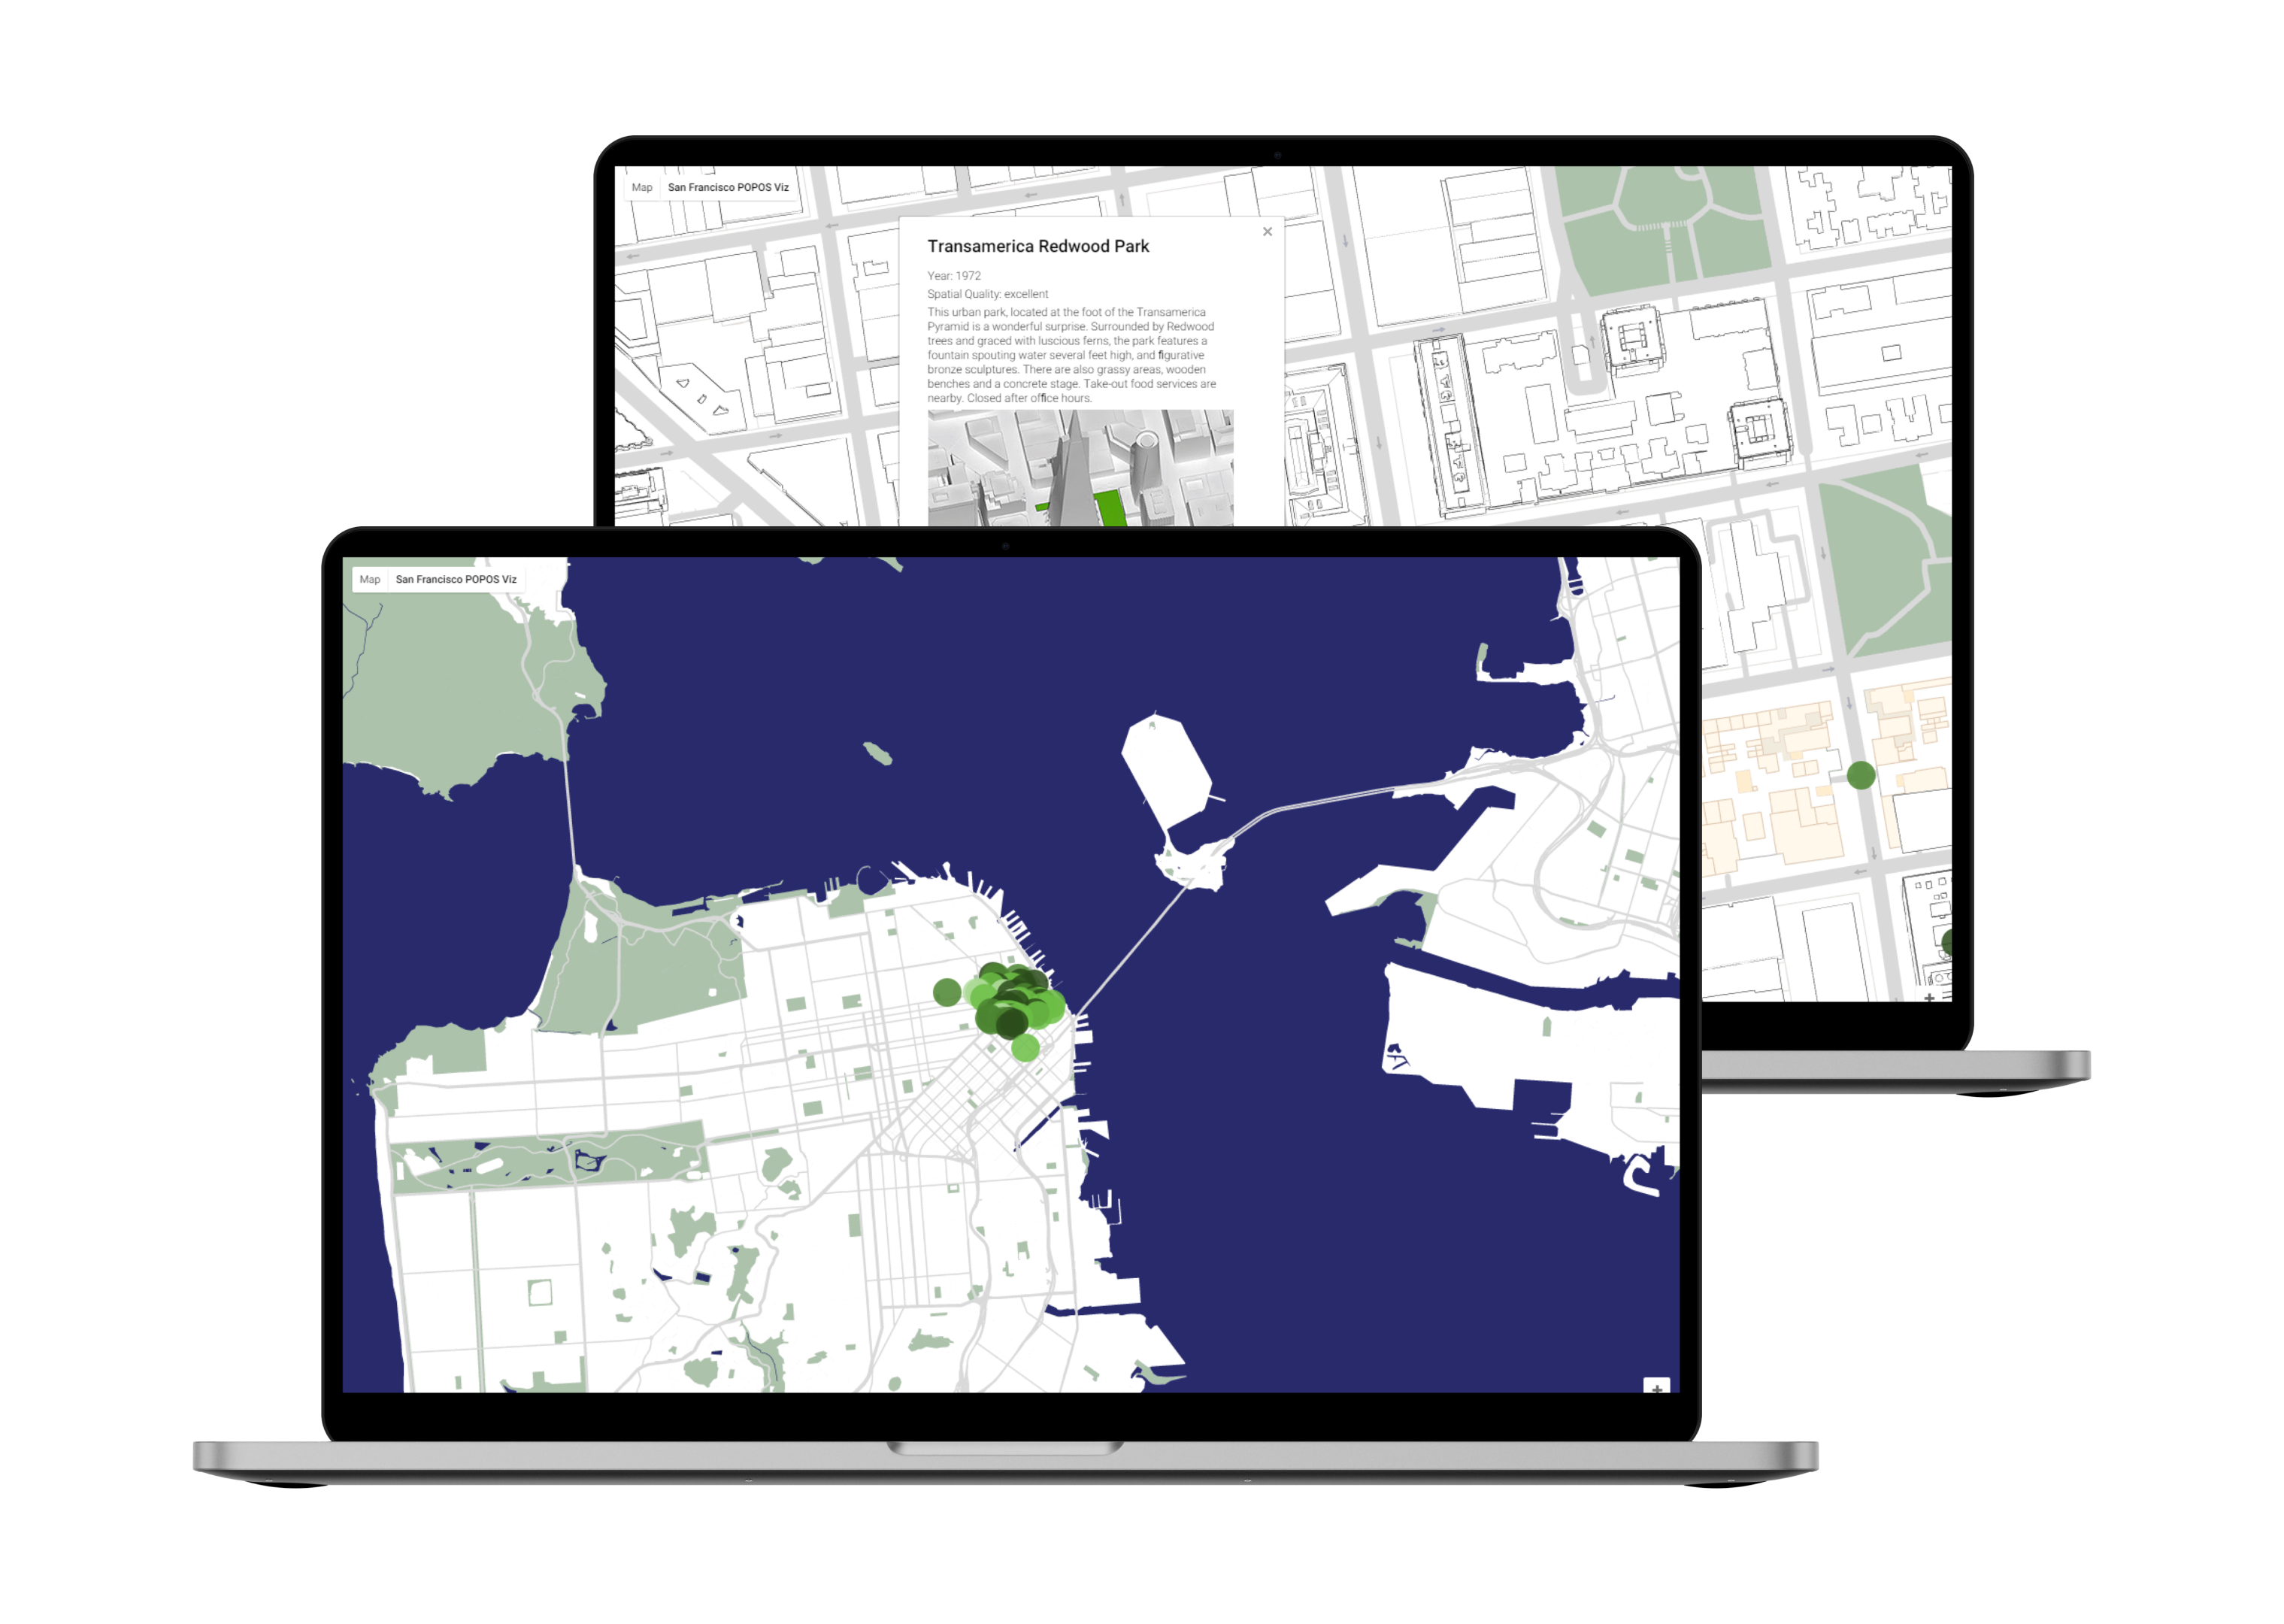 Map San Francisco POPOS Viz
Transamerica Redwood Park
Year: 1972
Spatial Quality: excellent
This urban park, located at the foot of the Transamerica
Pyramid is a wonderful surprise. Surrounded by Redwood
trees and graced with luscious ferns, the park features a
fountain spouting water several feet high, and figurative
bronze sculptures. There are also grassy areas, wooden
benches and a concrete stage. Take-out food services are
nearby. Closed after office hours.
Map San Francisco POPOS Viz